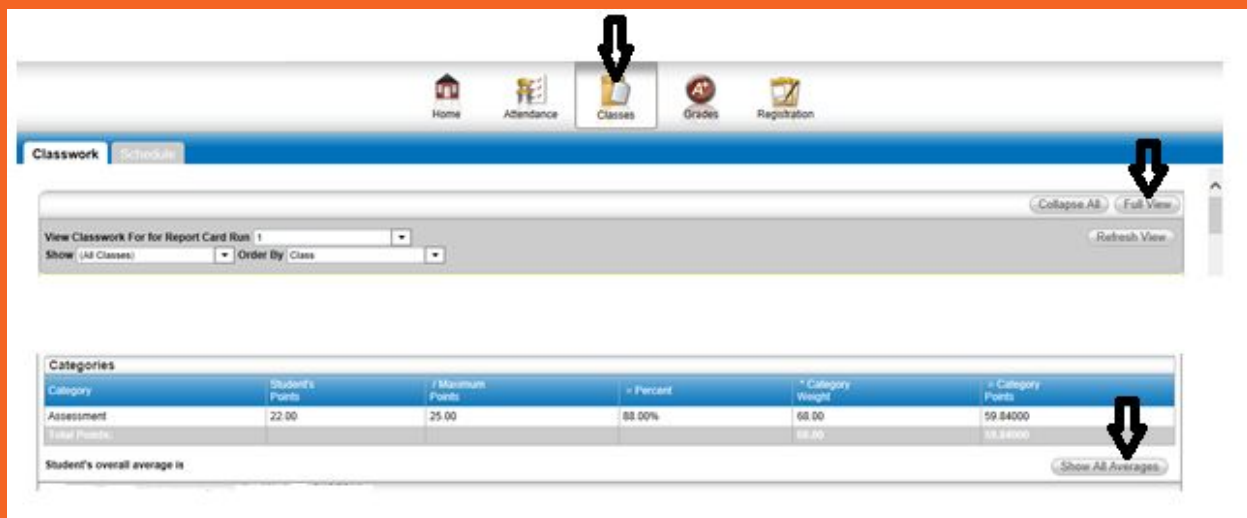 Home Attendance Classes Grades Registration
Classwork Schedule
Collapse All Full View
View Classwork For for Report Card Run 1 Refresh View
Show (All Classes) Order By Class
Categories
Category Student's Points / Maximum Points = Percent * Category Weight = Category Points
Assessment 22.00 25.00 88.00% 68.00 59.84000
Total Points: 68.00 59.84000
Student's overall average is Show All Averages